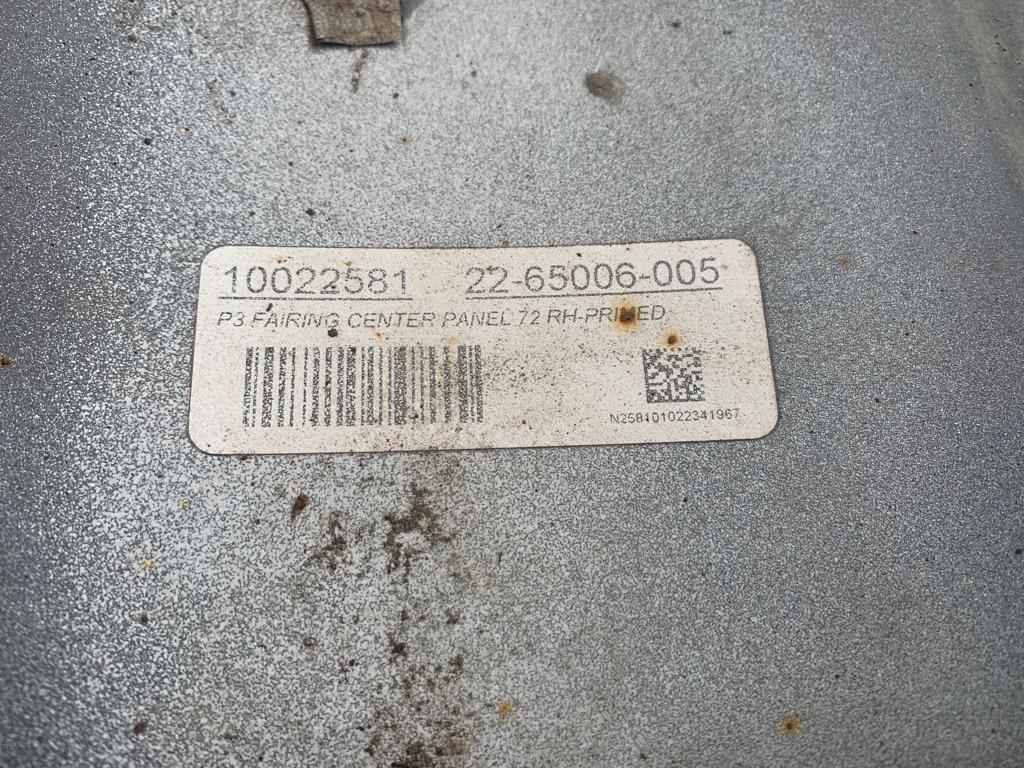 10022581 22-65006-005
P3 FAIRING CENTER PANEL 72 RH-PRIMED
N258101022341967